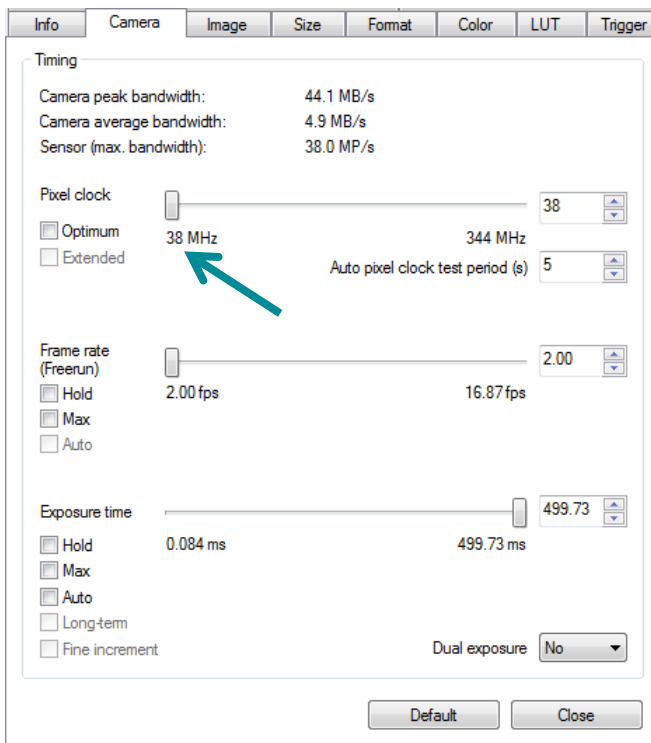 Info Camera Image Size Format Color LUT Trigger
Timing
Camera peak bandwidth: 44.1 MB/s
Camera average bandwidth: 4.9 MB/s
Sensor (max. bandwidth): 38.0 MP/s
Pixel clock 38
Optimum 38 MHz 344 MHz
Extended Auto pixel clock test period (s) 5
Frame rate
(Freerun) 2.00
Hold 2.00 fps 16.87 fps
Max
Auto
Exposure time 499.73
Hold 0.084 ms 499.73 ms
Max
Auto
Long-term
Fine increment Dual exposure No
Default Close